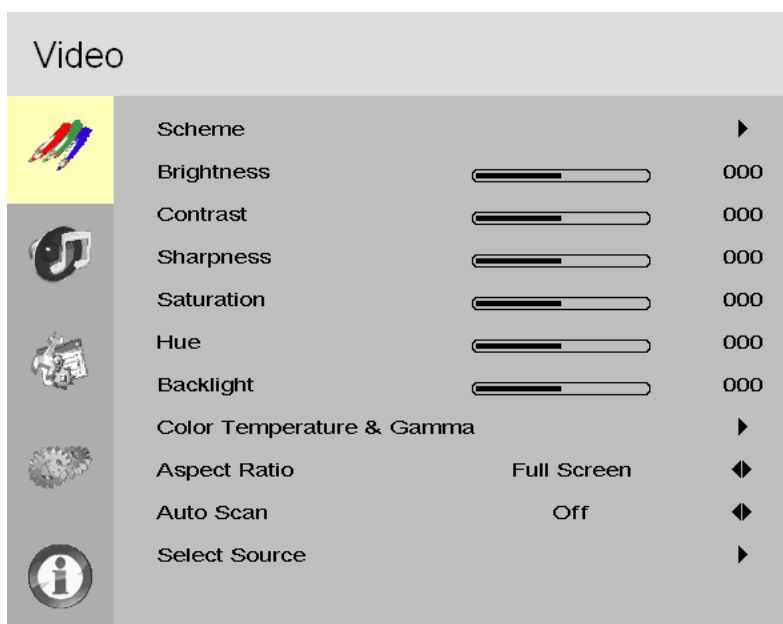 Video
Scheme
Brightness 000
Contrast 000
Sharpness 000
Saturation 000
Hue 000
Backlight 000
Color Temperature & Gamma
Aspect Ratio Full Screen
Auto Scan Off
Select Source